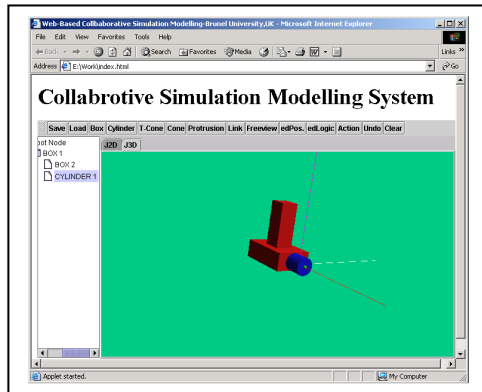 Web-Based Collbaborative Simulation Modelling-Brunel University,UK - Microsoft Internet Explorer
File Edit View Favorites Tools Help
Back Search Favorites Media Links »
Address E:\Work\index.html Go
Collabrotive Simulation Modelling System
Save Load Box Cylinder T-Cone Cone Protrusion Link Freeview edPos. edLogic Action Undo Clear
ot Node J2D J3D
BOX 1
BOX 2
CYLINDER 1
Applet started. My Computer